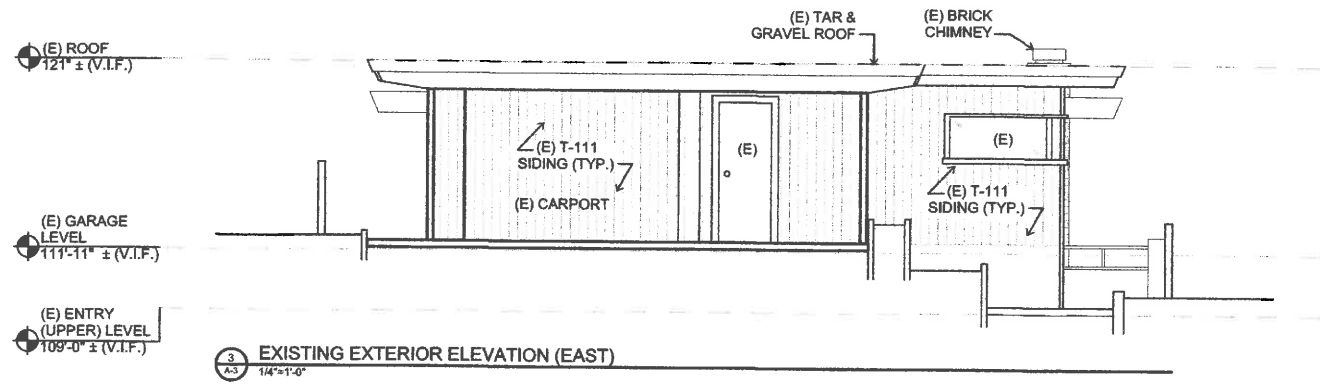 (E) TAR &
GRAVEL ROOF
(E) BRICK
CHIMNEY
(E) ROOF
121" ± (V.I.F.)
(E) T-111
SIDING (TYP.)
(E)
(E)
(E) CARPORT
(E) T-111
SIDING (TYP.)
(E) GARAGE
LEVEL
111'-11" ± (V.I.F.)
(E) ENTRY
(UPPER) LEVEL
109'-0" ± (V.I.F.)
3
A-3
EXISTING EXTERIOR ELEVATION (EAST)
1/4"=1'-0"